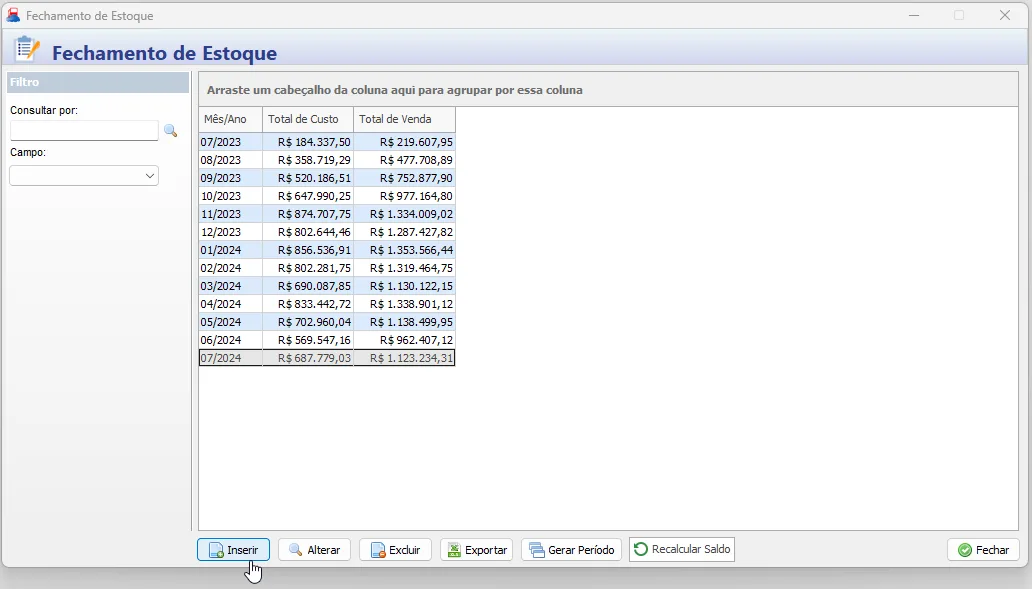 Fechamento de Estoque
Fechamento de Estoque
Filtro
Consultar por:
Campo:
Arraste um cabeçalho da coluna aqui para agrupar por essa coluna
Mês/Ano Total de Custo Total de Venda
07/2023 R$ 184.337,50 R$ 219.607,95
08/2023 R$ 358.719,29 R$ 477.708,89
09/2023 R$ 520.186,51 R$ 752.877,90
10/2023 R$ 647.990,25 R$ 977.164,80
11/2023 R$ 874.707,75 R$ 1.334.009,02
12/2023 R$ 802.644,46 R$ 1.287.427,82
01/2024 R$ 856.536,91 R$ 1.353.566,44
02/2024 R$ 802.281,75 R$ 1.319.464,75
03/2024 R$ 690.087,85 R$ 1.130.122,15
04/2024 R$ 833.442,72 R$ 1.338.901,12
05/2024 R$ 702.960,04 R$ 1.138.499,95
06/2024 R$ 569.547,16 R$ 962.407,12
07/2024 R$ 687.779,03 R$ 1.123.234,31
Inserir Alterar Excluir Exportar Gerar Período Recalcular Saldo Fechar